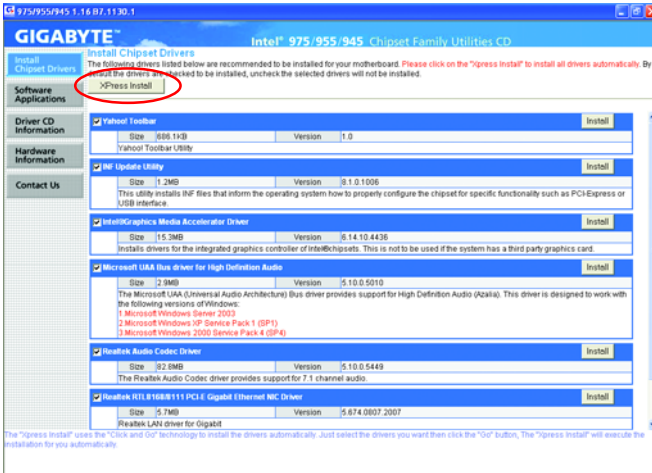 975/955/945 1.16 B7.1130.1
GIGABYTE™
Intel® 975/955/945 Chipset Family Utilities CD
Install
Chipset Drivers
Software
Applications
Driver CD
Information
Hardware
Information
Contact Us
Install Chipset Drivers
The following drivers listed below are recommended to be installed for your motherboard. Please click on the "Xpress Install" to install all drivers automatically. By
default the drivers are checked to be installed, uncheck the selected drivers will not be installed.
XPress Install
Yahoo! Toolbar Install
Size 686.1KB Version 1.0
Yahoo! Toolbar Utility
INF Update Utility Install
Size 1.2MB Version 8.1.0.1006
This utility installs INF files that inform the operating system how to properly configure the chipset for specific functionality such as PCI-Express or
USB interface.
Intel®Graphics Media Accelerator Driver Install
Size 15.3MB Version 6.14.10.4436
Installs drivers for the integrated graphics controller of Intel®chipsets. This is not to be used if the system has a third party graphics card.
Microsoft UAA Bus driver for High Definition Audio Install
Size 2.9MB Version 5.10.0.5010
The Microsoft UAA (Universal Audio Architecture) Bus driver provides support for High Definition Audio (Azalia). This driver is designed to work with
the following versions of Windows:
1.Microsoft Windows Server 2003
2.Microsoft Windows XP Service Pack 1 (SP1)
3.Microsoft Windows 2000 Service Pack 4 (SP4)
Realtek Audio Codec Driver Install
Size 82.8MB Version 5.10.0.5449
The Realtek Audio Codec driver provides support for 7.1 channel audio.
Realtek RTL8168/8111 PCI-E Gigabit Ethernet NIC Driver Install
Size 5.7MB Version 5.674.0807.2007
Realtek LAN driver for Gigabit
The "Xpress Install" uses the "Click and Go" technology to install the drivers automatically. Just select the drivers you want then click the "Go" button, The "Xpress Install" will execute the
installation for you automatically.